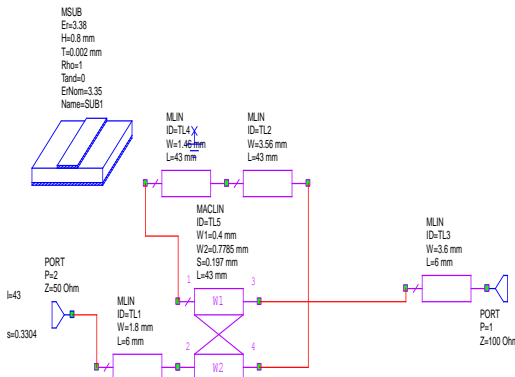 MSUB
Er=3.38
H=0.8 mm
T=0.002 mm
Rho=1
Tand=0
ErNom=3.35
Name=SUB1
MLIN
ID=TL4
W=1.46 mm
L=43 mm
MLIN
ID=TL2
W=3.56 mm
L=43 mm
MACLIN
ID=TL5
W1=0.4 mm
W2=0.7785 mm
S=0.197 mm
L=43 mm
1
3
W1
2
4
W2
MLIN
ID=TL3
W=3.6 mm
L=6 mm
PORT
P=1
Z=100 Ohm
PORT
P=2
Z=50 Ohm
l=43
s=0.3304
MLIN
ID=TL1
W=1.8 mm
L=6 mm